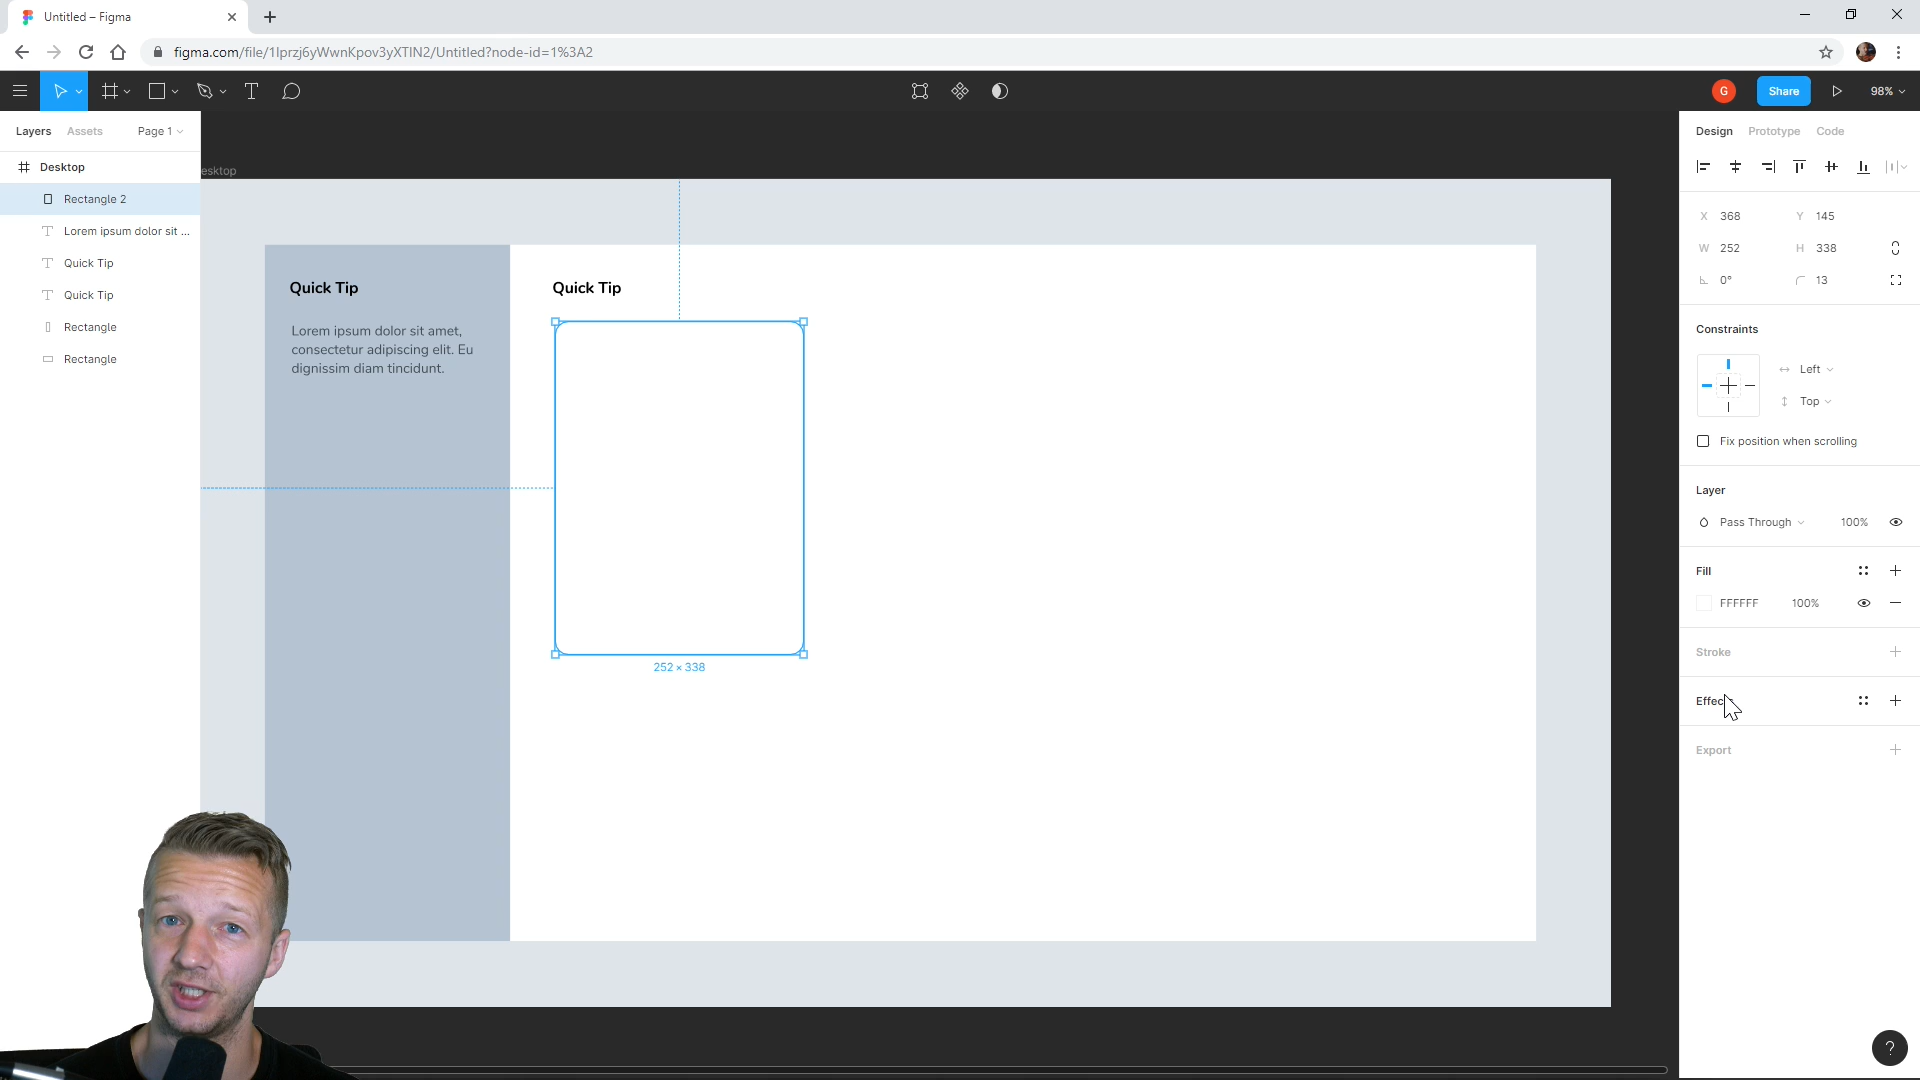 Untitled – Figma
figma.com/file/1Iprzj6yWwnKpov3yXTIN2/Untitled?node-id=1%3A2
G
Share
98%
Layers
Assets
Page 1
Desktop
Rectangle 2
Lorem ipsum dolor sit ...
Quick Tip
Quick Tip
Rectangle
Rectangle
esktop
Quick Tip
Lorem ipsum dolor sit amet,
consectetur adipiscing elit. Eu
dignissim diam tincidunt.
Quick Tip
252 × 338
Design
Prototype
Code
X 368
Y 145
W 252
H 338
0°
13
Constraints
Left
Top
Fix position when scrolling
Layer
Pass Through
100%
Fill
FFFFFF
100%
Stroke
Effec
Export
?